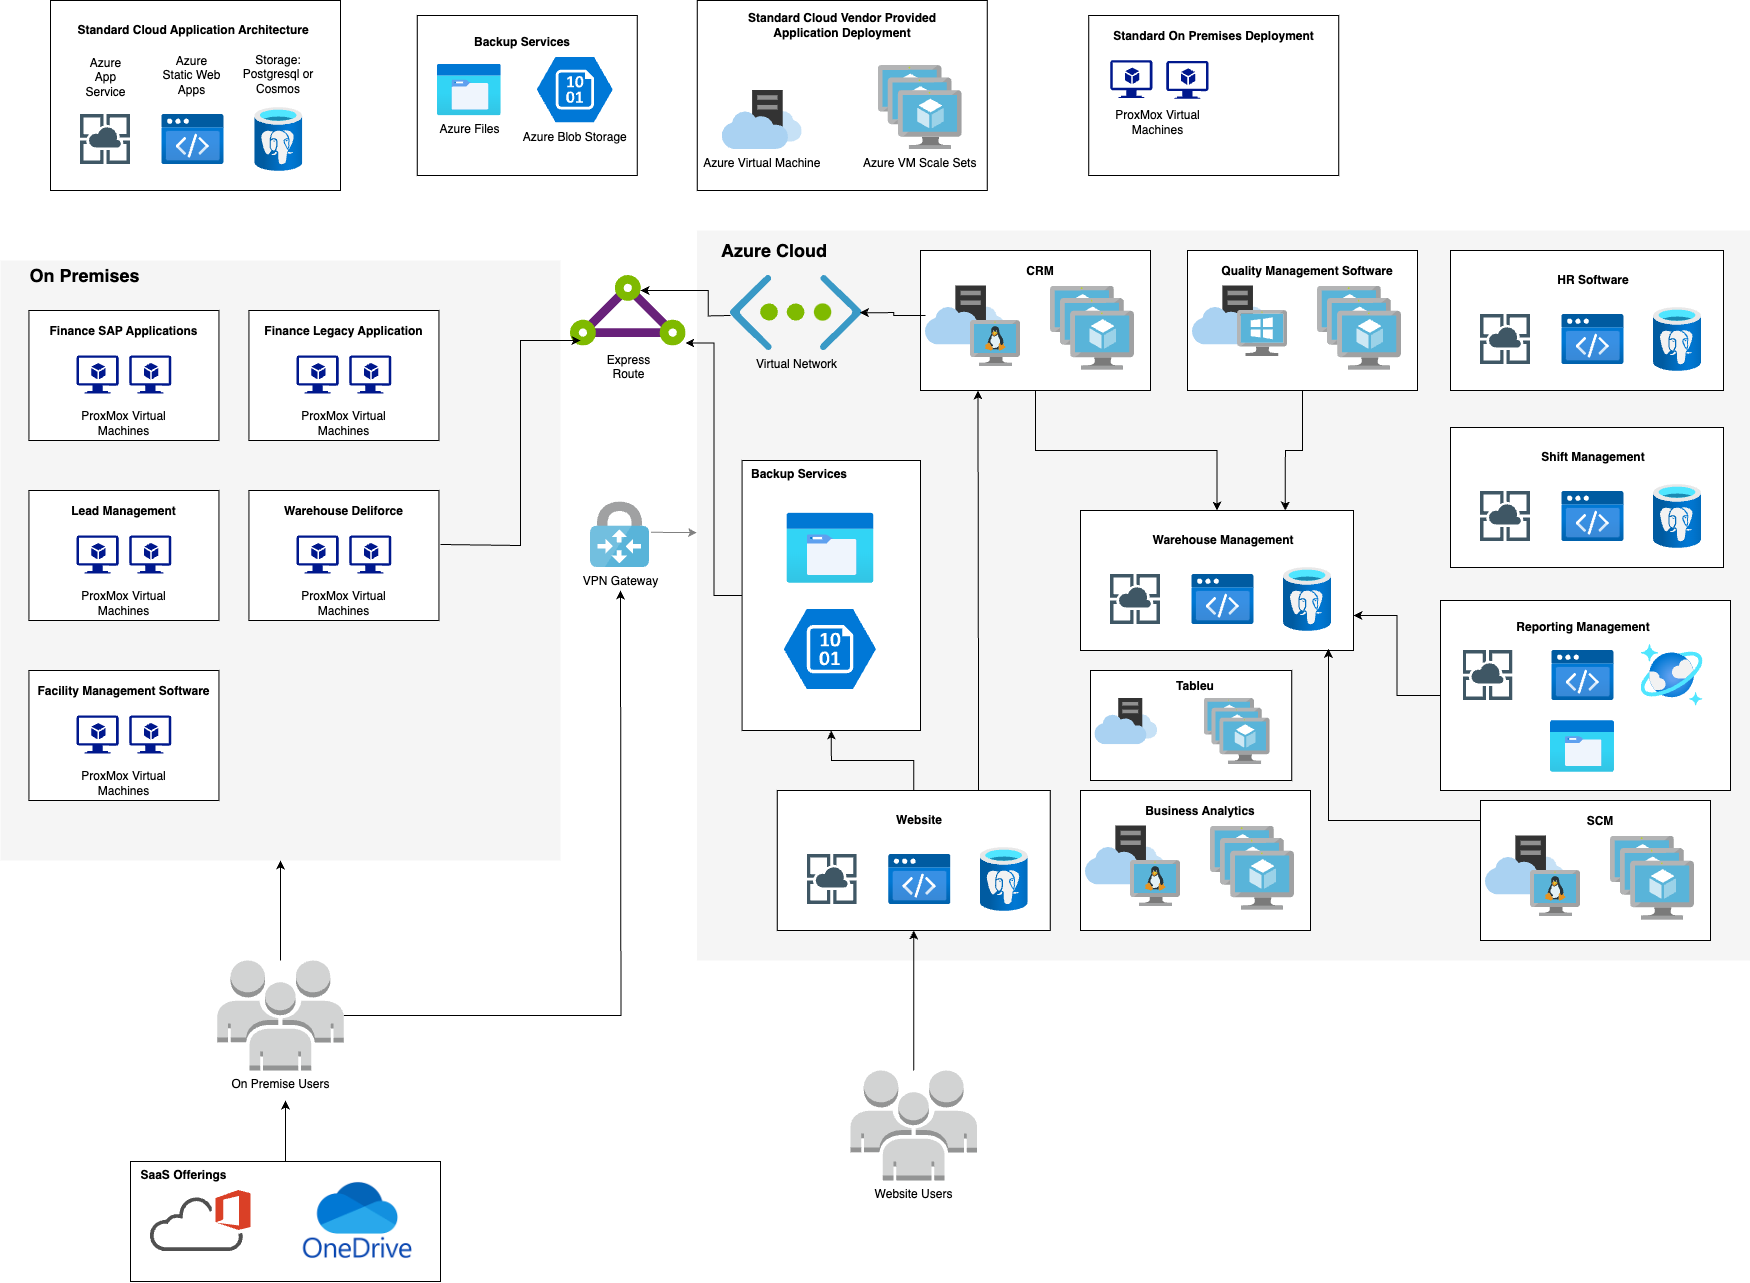 Standard Cloud Application Architecture
Azure
App
Service
Azure
Static Web
Apps
Storage:
Postgresql or
Cosmos
Backup Services
Azure Files
10
01
Azure Blob Storage
Standard Cloud Vendor Provided
Application Deployment
Azure Virtual Machine
Azure VM Scale Sets
Standard On Premises Deployment
ProxMox Virtual
Machines
On Premises
Finance SAP Applications
ProxMox Virtual
Machines
Finance Legacy Application
ProxMox Virtual
Machines
Lead Management
ProxMox Virtual
Machines
Warehouse Deliforce
ProxMox Virtual
Machines
Facility Management Software
ProxMox Virtual
Machines
Express
Route
VPN Gateway
Azure Cloud
Virtual Network
CRM
Quality Management Software
HR Software
Shift Management
Backup Services
10
01
Warehouse Management
Reporting Management
Tableu
Website
Business Analytics
SCM
On Premise Users
Website Users
SaaS Offerings
OneDrive